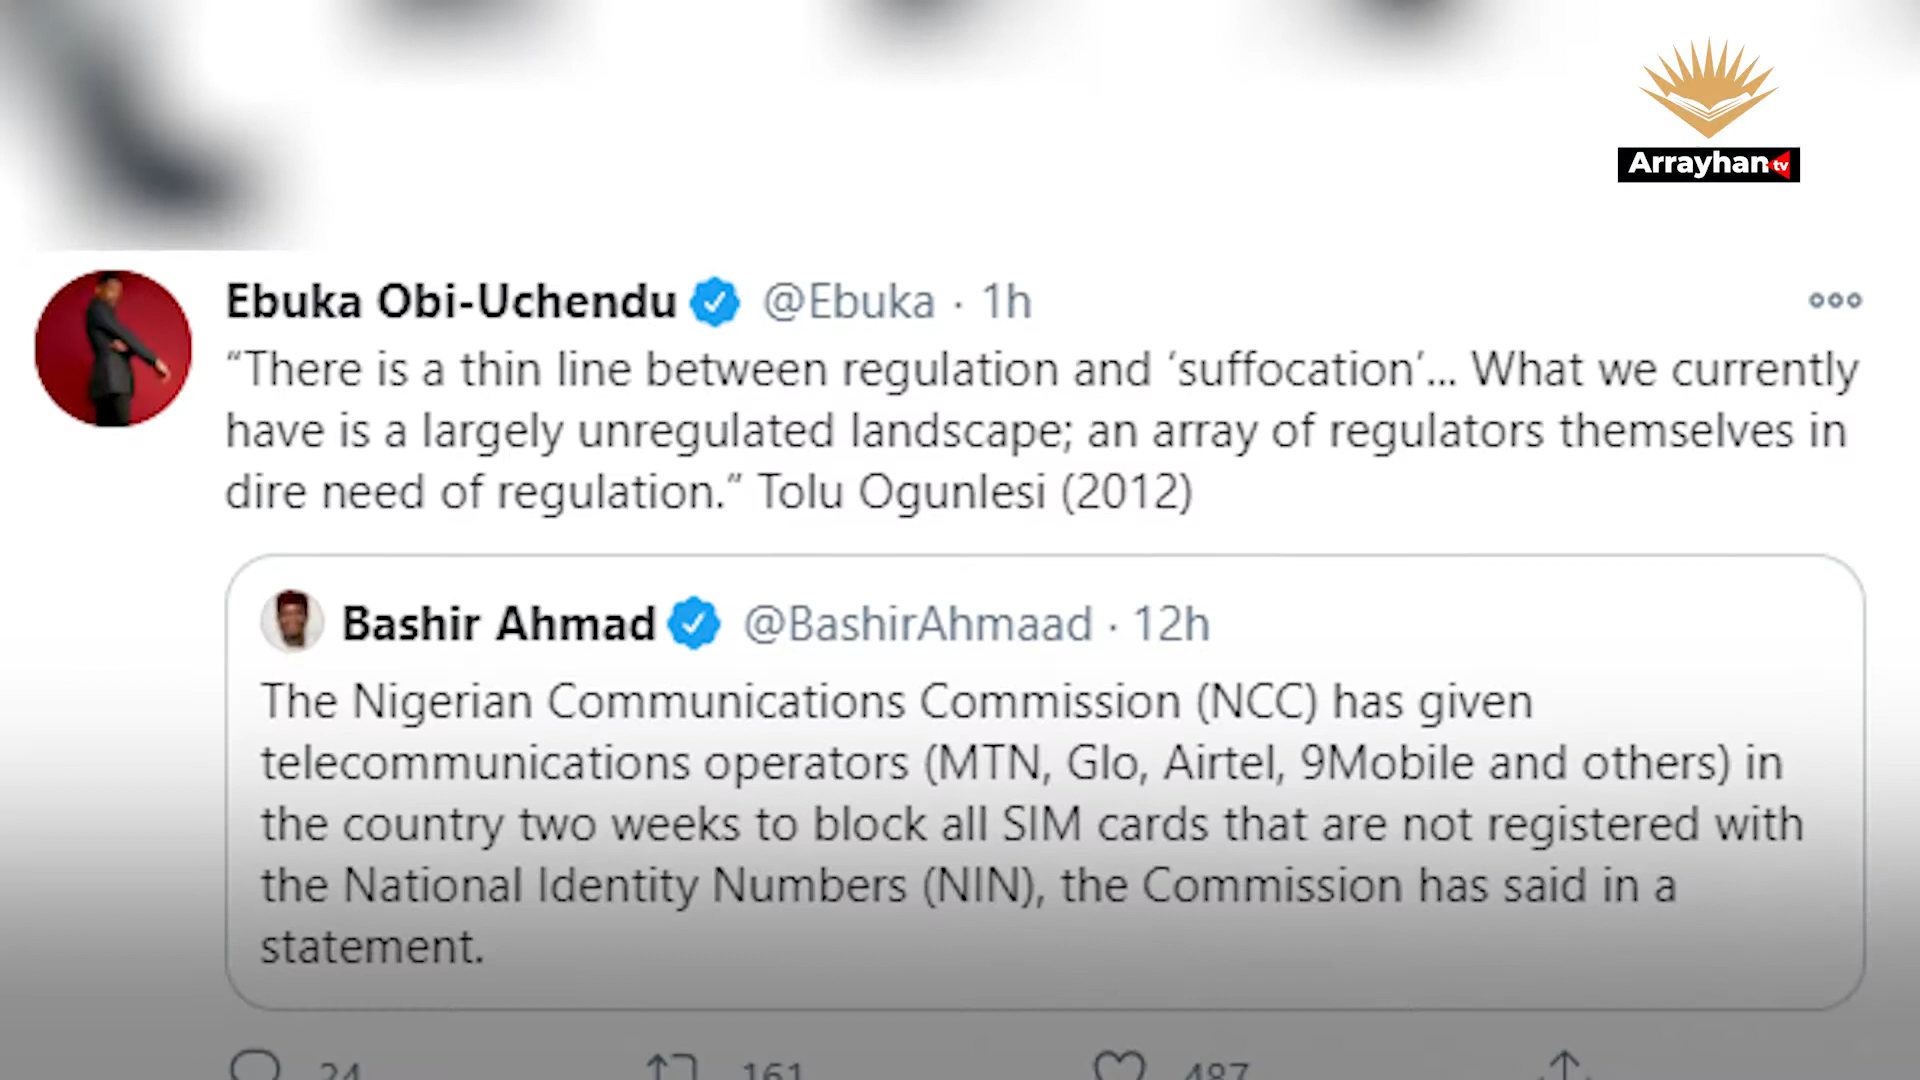 Arrayhan tv
Ebuka Obi-Uchendu @Ebuka · 1h
“There is a thin line between regulation and ‘suffocation’... What we currently
have is a largely unregulated landscape; an array of regulators themselves in
dire need of regulation.” Tolu Ogunlesi (2012)
Bashir Ahmad @BashirAhmaad · 12h
The Nigerian Communications Commission (NCC) has given
telecommunications operators (MTN, Glo, Airtel, 9Mobile and others) in
the country two weeks to block all SIM cards that are not registered with
the National Identity Numbers (NIN), the Commission has said in a
statement.
24 161 487